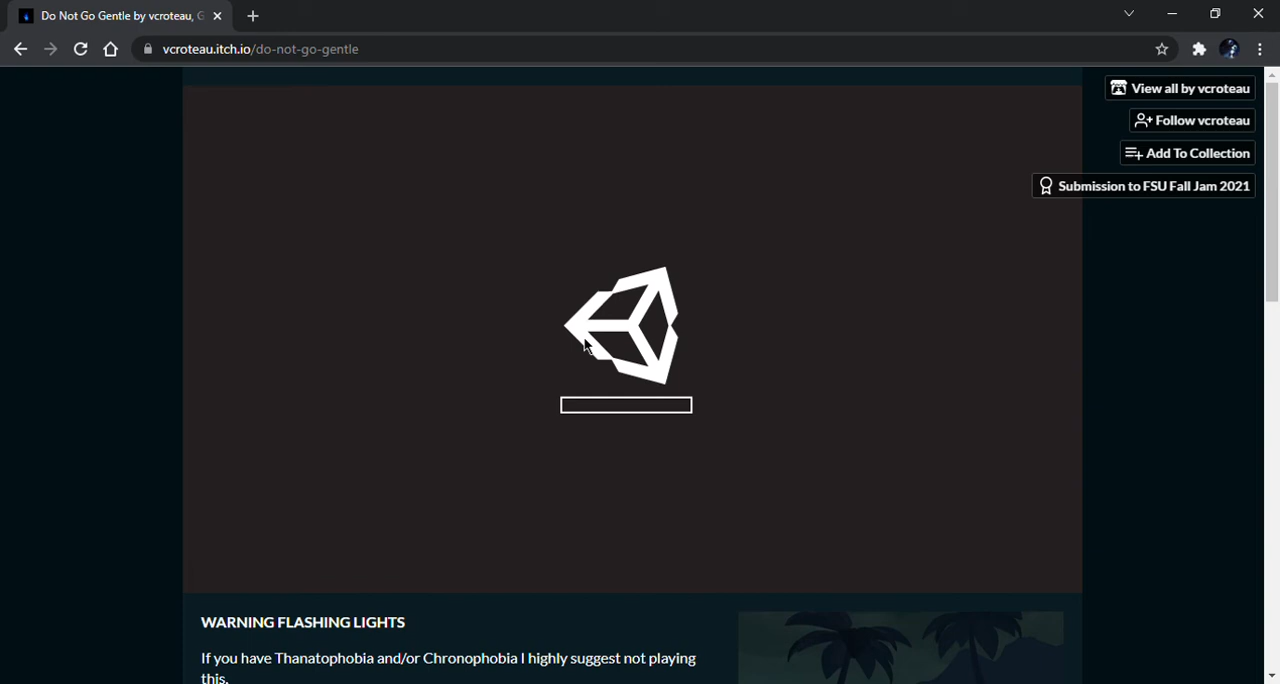 Do Not Go Gentle by vcroteau, G
vcroteau.itch.io/do-not-go-gentle
View all by vcroteau
Follow vcroteau
Add To Collection
Submission to FSU Fall Jam 2021
WARNING FLASHING LIGHTS
If you have Thanatophobia and/or Chronophobia I highly suggest not playing
this.